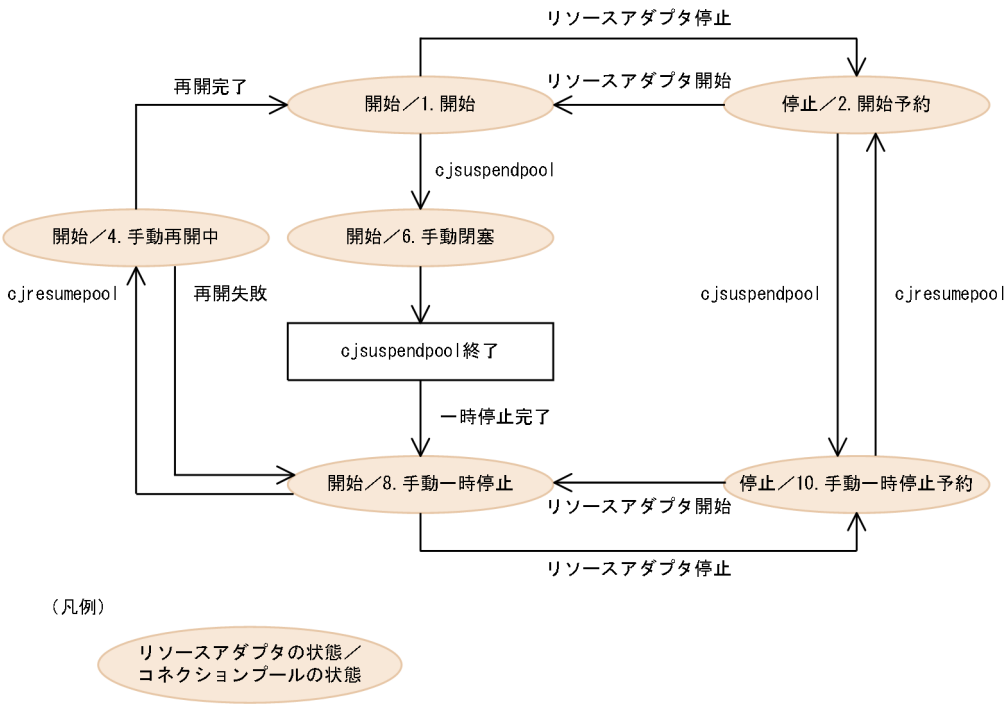 リソースアダプタ停止
再開完了
リソースアダプタ開始
開始／1.開始
停止／2.開始予約
cjsuspendpool
開始／4.手動再開中
開始／6.手動閉塞
cjresumepool
再開失敗
cjsuspendpool
cjresumepool
cjsuspendpool終了
一時停止完了
開始／8.手動一時停止
停止／10.手動一時停止予約
リソースアダプタ開始
リソースアダプタ停止
（凡例）
リソースアダプタの状態／
コネクションプールの状態